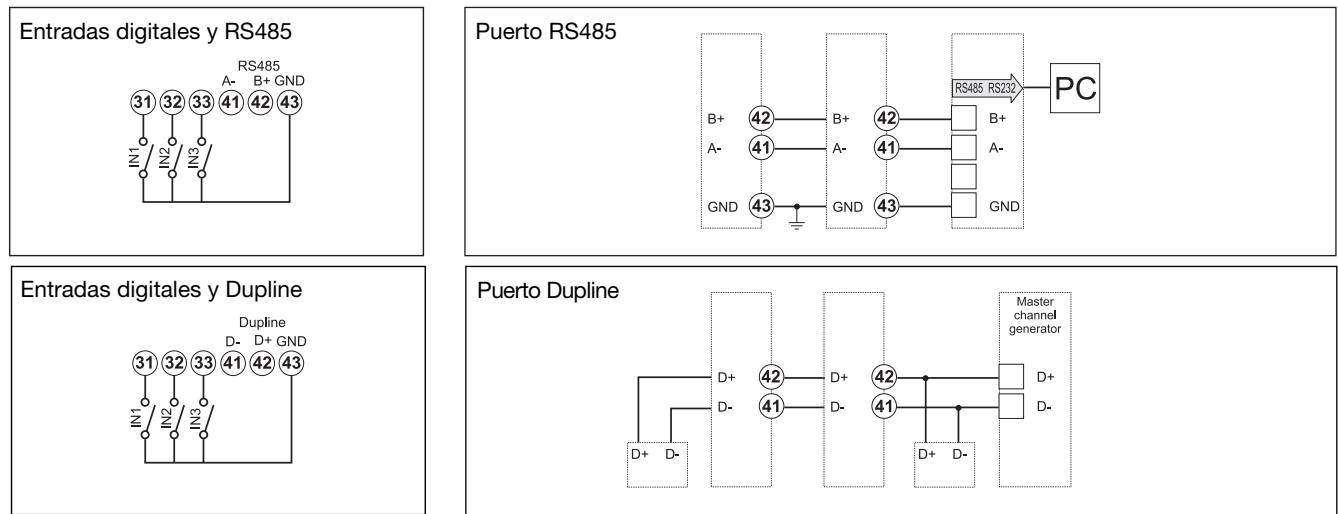 Entradas digitales y RS485
RS485
A- B+ GND
31 32 33 41 42 43
IN1 IN2 IN3
Puerto RS485
RS485 RS232 PC
B+ 42 B+ 42 B+
A- 41 A- 41 A-
GND 43 GND 43 GND
Entradas digitales y Dupline
Dupline
D- D+ GND
31 32 33 41 42 43
IN1 IN2 IN3
Puerto Dupline
Master
channel
generator
D+ 42 D+ 42 D+
D- 41 D- 41 D-
D+ D- D+ D-